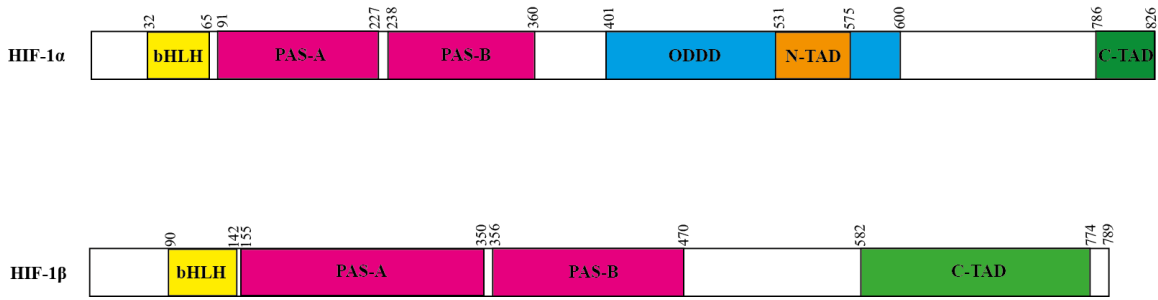 32 65 91 227 238 360 401 531 575 600 786 826
HIF-1α bHLH PAS-A PAS-B ODDD N-TAD C-TAD
90 142 155 350 356 470 582 774 789
HIF-1β bHLH PAS-A PAS-B C-TAD